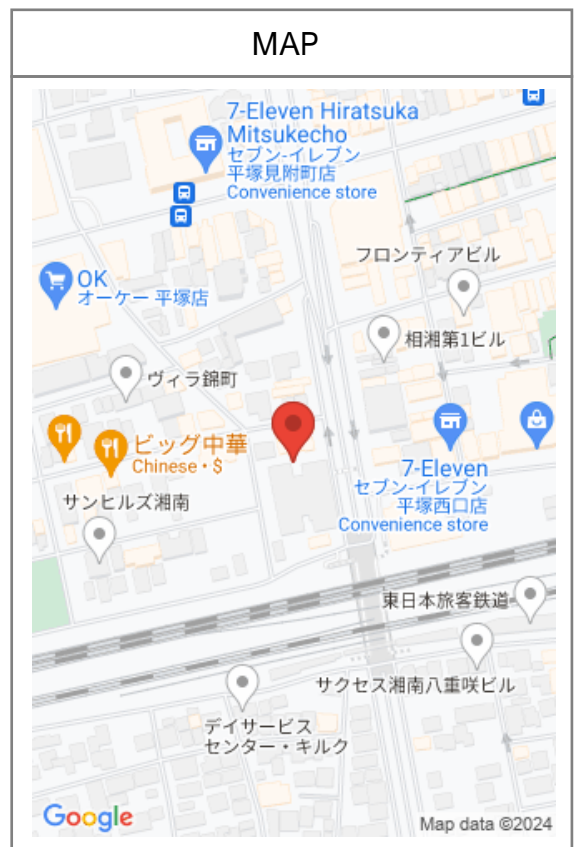 MAP
7-Eleven Hiratsuka
Mitsukecho
セブン-イレブン
平塚見附町店
Convenience store
フロンティアビル
OK
オーケー 平塚店
相湘第1ビル
ヴィラ錦町
ビッグ中華
Chinese・$
7-Eleven
セブン-イレブン
平塚西口店
Convenience store
サンヒルズ湘南
東日本旅客鉄道
サクセス湘南八重咲ビル
デイサービス
センター・キルク
Google
Map data ©2024